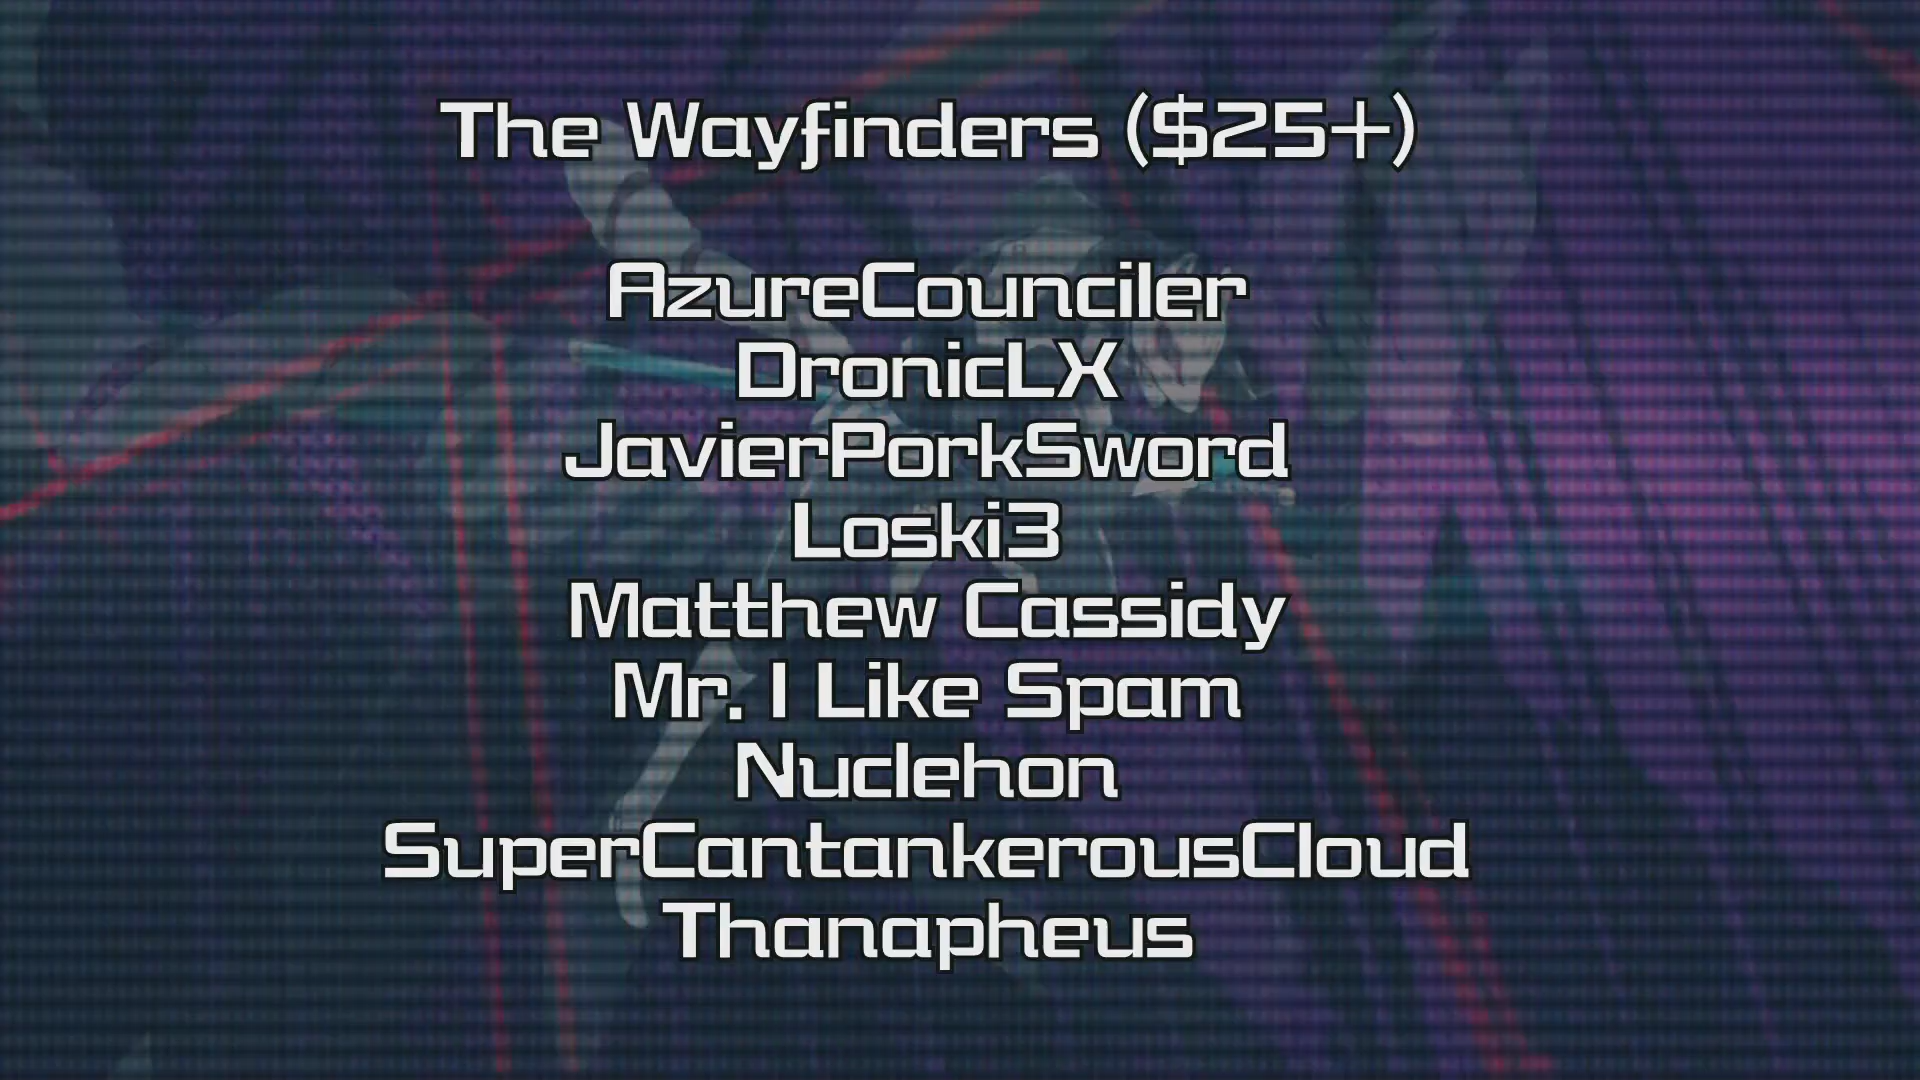 The Wayfinders ($25+)
AzureCounciler
DronicLX
JavierPorkSword
Loski3
Matthew Cassidy
Mr. I Like Spam
Nuclehon
SuperCantankerousCloud
Thanapheus